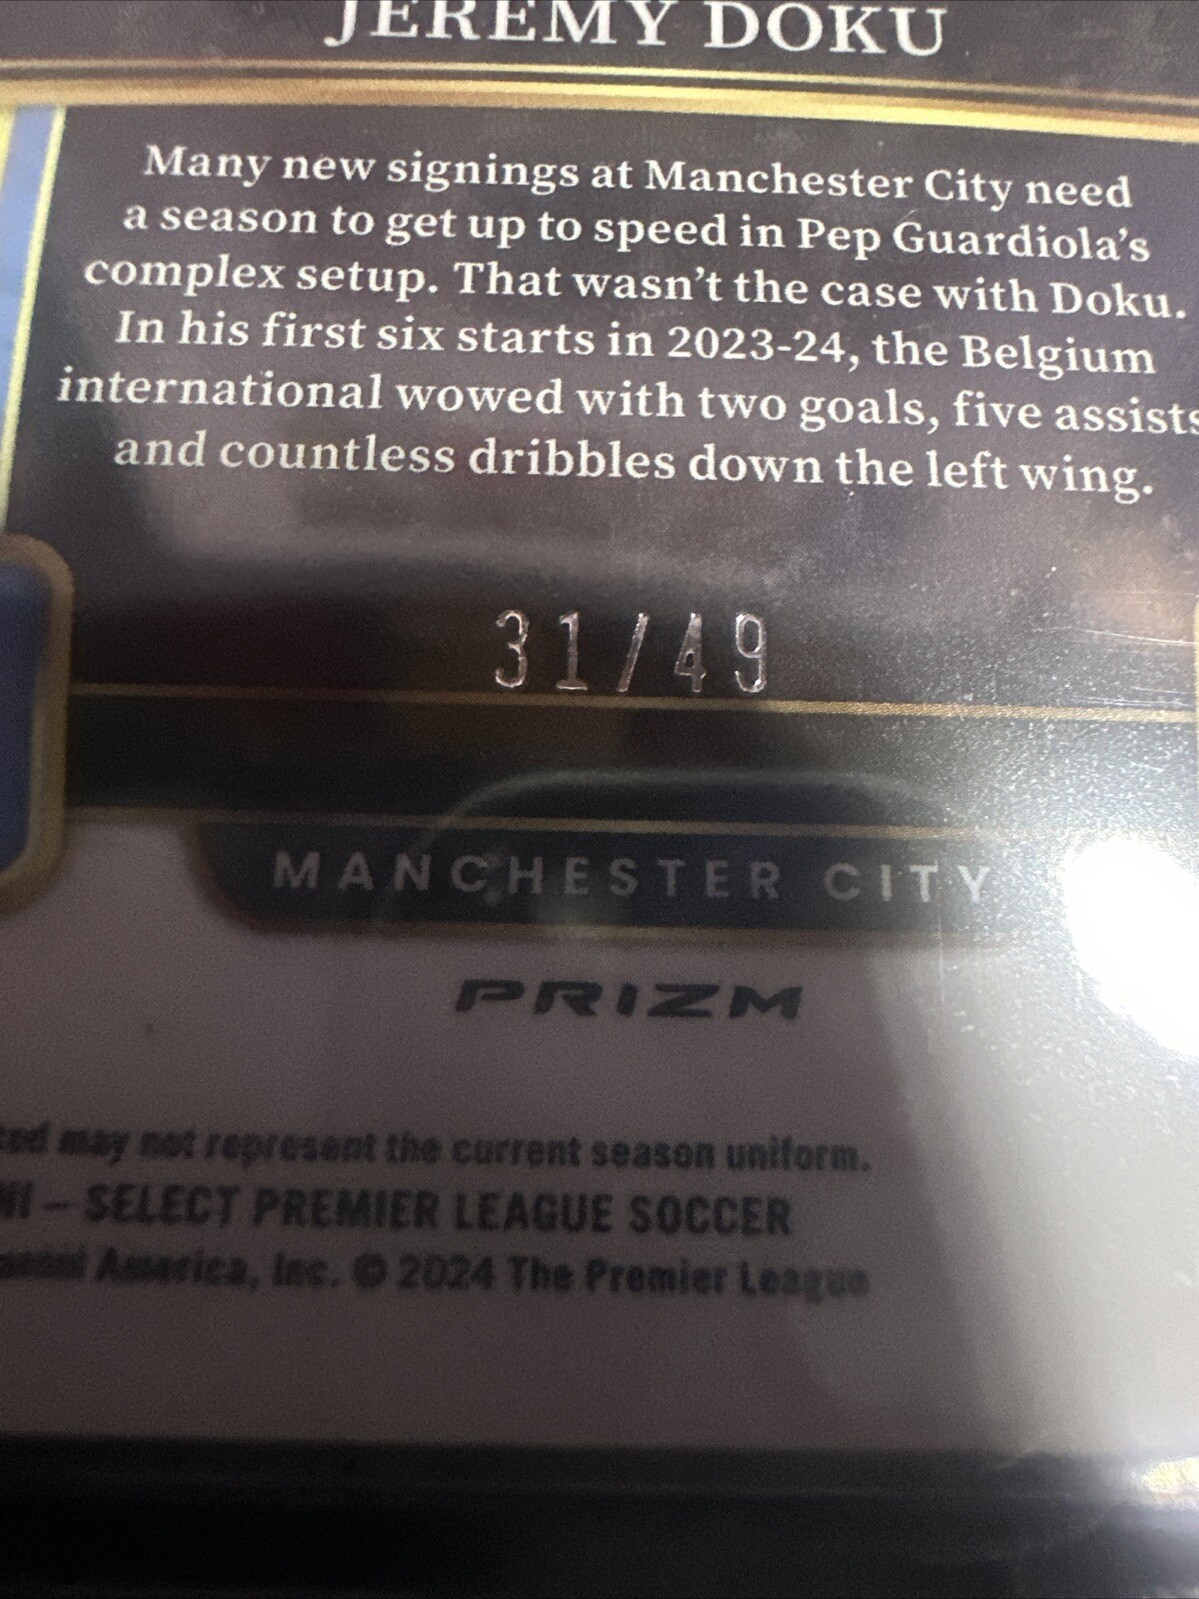 JEREMY DOKU
Many new signings at Manchester City need
a season to get up to speed in Pep Guardiola's
complex setup. That wasn't the case with Doku.
In his first six starts in 2023-24, the Belgium
international wowed with two goals, five assists
and countless dribbles down the left wing.
31/49
MANCHESTER CITY
PRIZM
may not represent the current season uniform.
– SELECT PREMIER LEAGUE SOCCER
America, Inc. © 2024 The Premier League